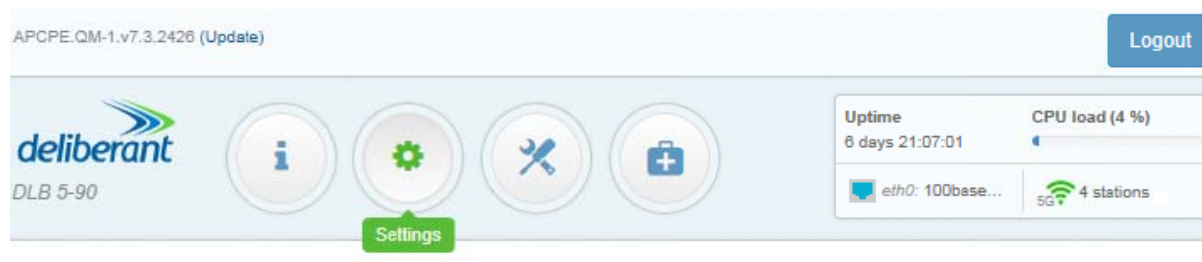 APCPE.QM-1.v7.3.2426 (Update)
Logout
deliberant
DLB 5-90
Settings
Uptime
6 days 21:07:01
CPU load (4 %)
eth0: 100base...
5G 4 stations